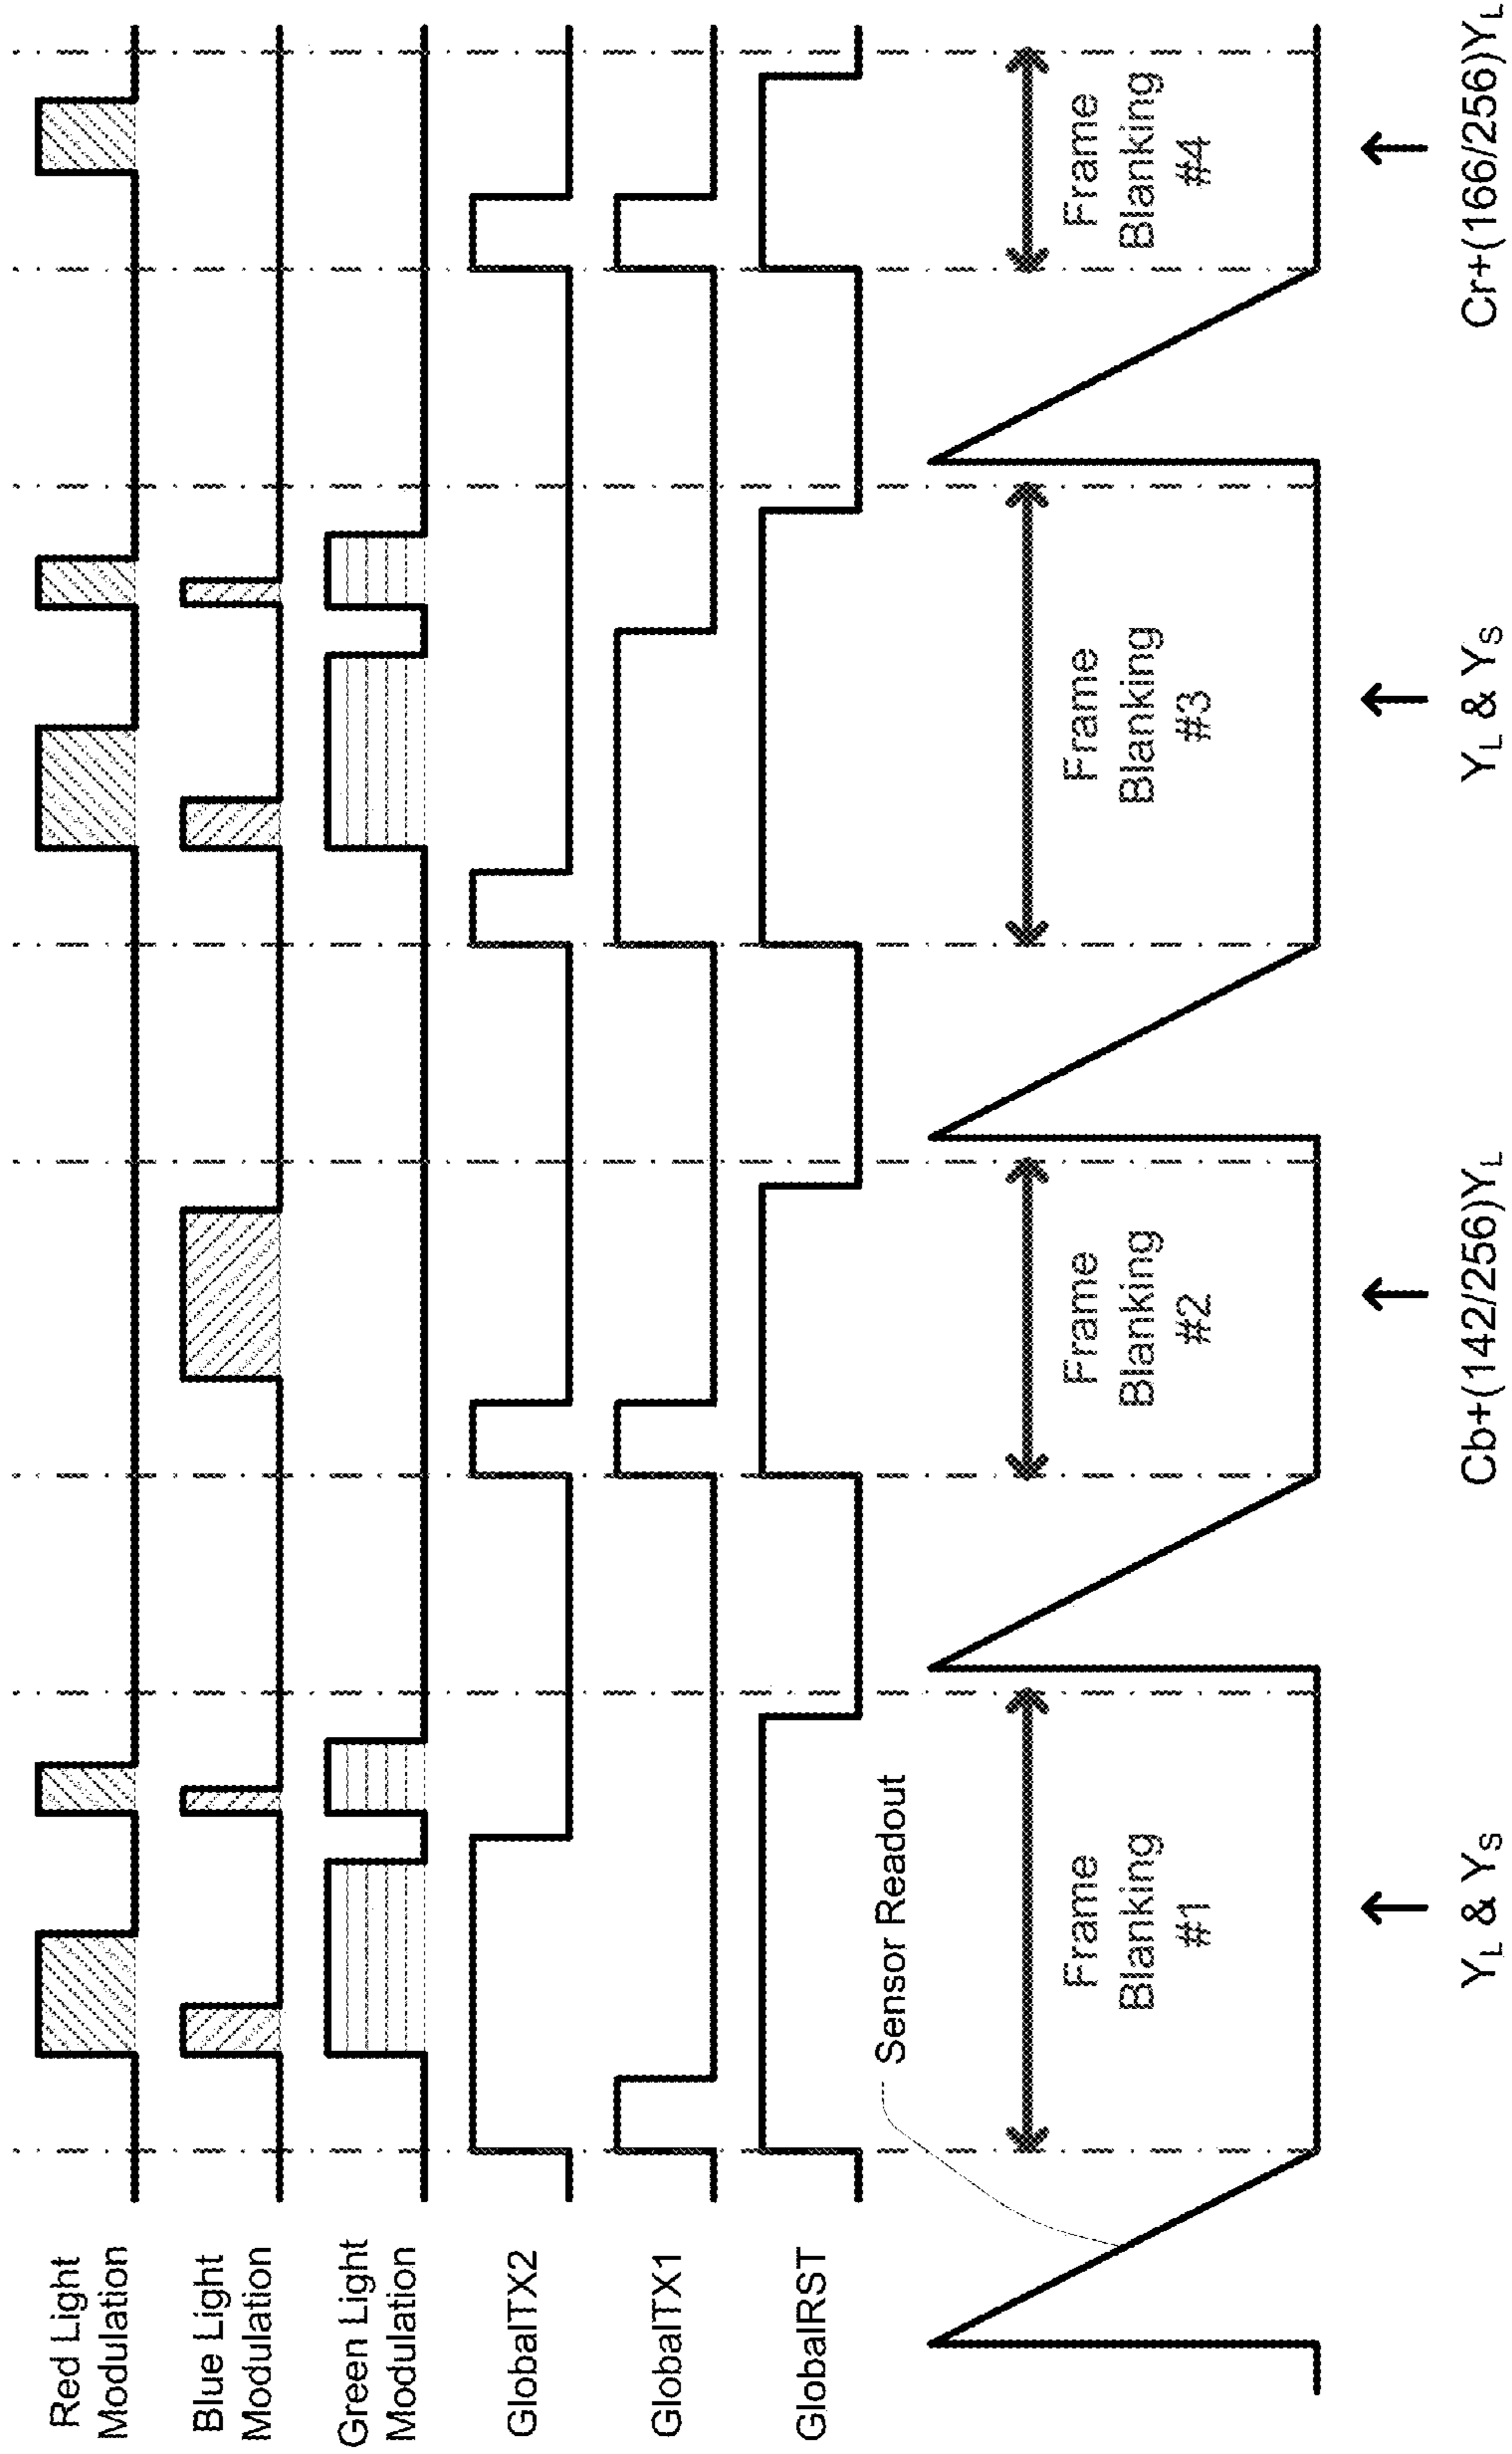 Red Light
Modulation
Blue Light
Modulation
Green Light
Modulation
GlobalTX2
GlobalTX1
GlobalRST
Sensor Readout
Frame
Blanking
#1
Frame
Blanking
#2
Frame
Blanking
#3
Frame
Blanking
#4
YL & YS
Cb+(142/256)YL
YL & YS
Cr+(166/256)YL